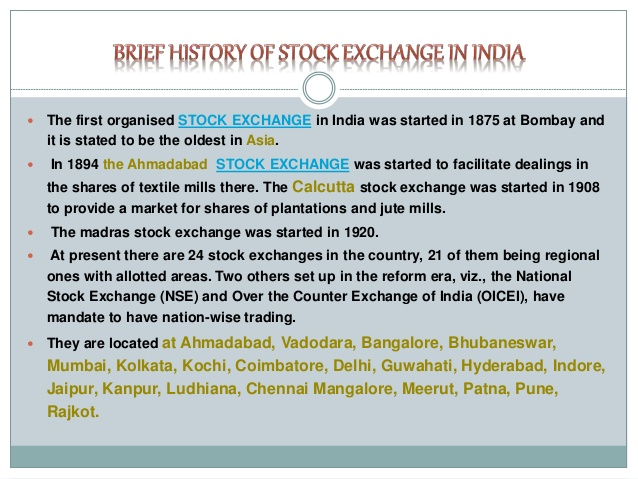 BRIEF HISTORY OF STOCK EXCHANGE IN INDIA
The first organised STOCK EXCHANGE in India was started in 1875 at Bombay and
it is stated to be the oldest in Asia.
In 1894 the Ahmadabad STOCK EXCHANGE was started to facilitate dealings in
the shares of textile mills there. The Calcutta stock exchange was started in 1908
to provide a market for shares of plantations and jute mills.
The madras stock exchange was started in 1920.
At present there are 24 stock exchanges in the country, 21 of them being regional
ones with allotted areas. Two others set up in the reform era, viz., the National
Stock Exchange (NSE) and Over the Counter Exchange of India (OICEI), have
mandate to have nation-wise trading.
They are located at Ahmadabad, Vadodara, Bangalore, Bhubaneswar,
Mumbai, Kolkata, Kochi, Coimbatore, Delhi, Guwahati, Hyderabad, Indore,
Jaipur, Kanpur, Ludhiana, Chennai Mangalore, Meerut, Patna, Pune,
Rajkot.